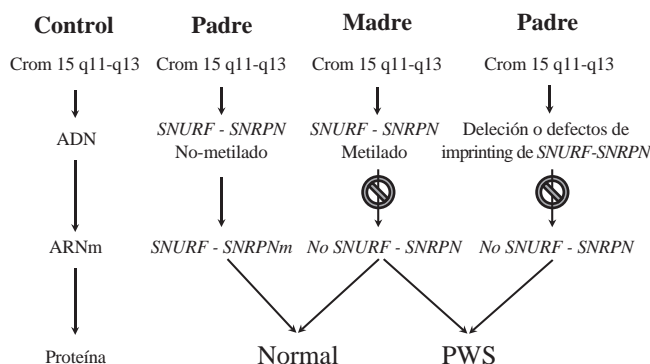 Control Padre Madre Padre
Crom 15 q11-q13 Crom 15 q11-q13 Crom 15 q11-q13 Crom 15 q11-q13
ADN
SNURF - SNRPN
No-metilado
SNURF - SNRPN
Metilado
Deleción o defectos de
imprinting de SNURF-SNRPN
ARNm SNURF - SNRPNm No SNURF - SNRPN No SNURF - SNRPN
Proteína Normal PWS